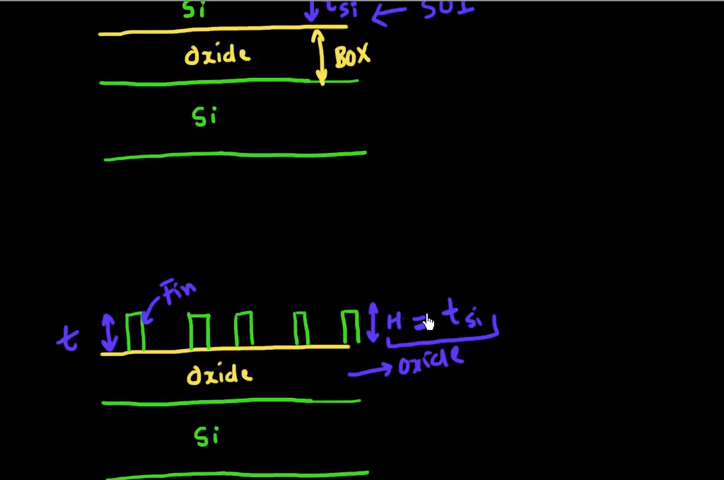 Si tsi ← SOI
Oxide BOX
Si
Fin
t H = tsi
Oxide → oxide
Si